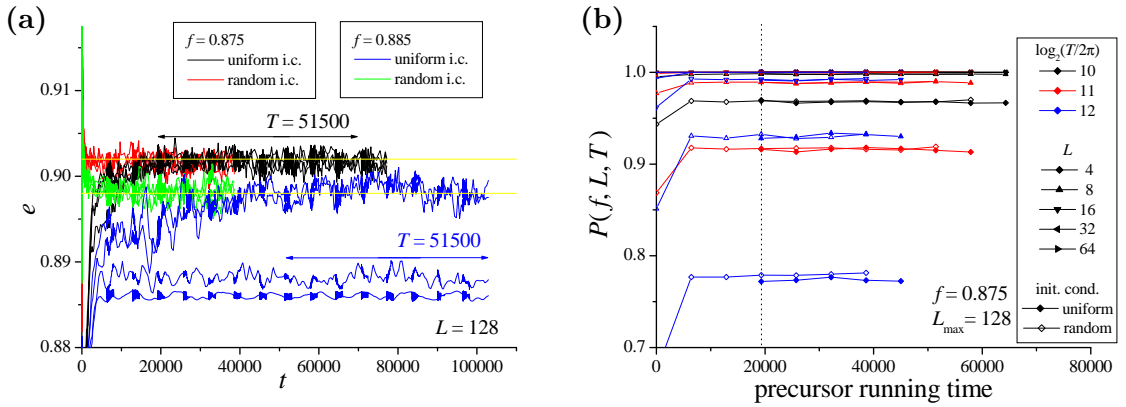 (a)
f = 0.875
uniform i.c.
random i.c.
f = 0.885
uniform i.c.
random i.c.
T = 51500
T = 51500
L = 128
0.91
0.90
0.89
0.88
e
0
20000
40000
60000
80000
100000
t
(b)
1.0
0.9
0.8
0.7
P(f, L, T)
0
20000
40000
60000
80000
precursor running time
f = 0.875
Lmax = 128
log2(T/2π)
10
11
12
L
4
8
16
32
64
init. cond.
uniform
random